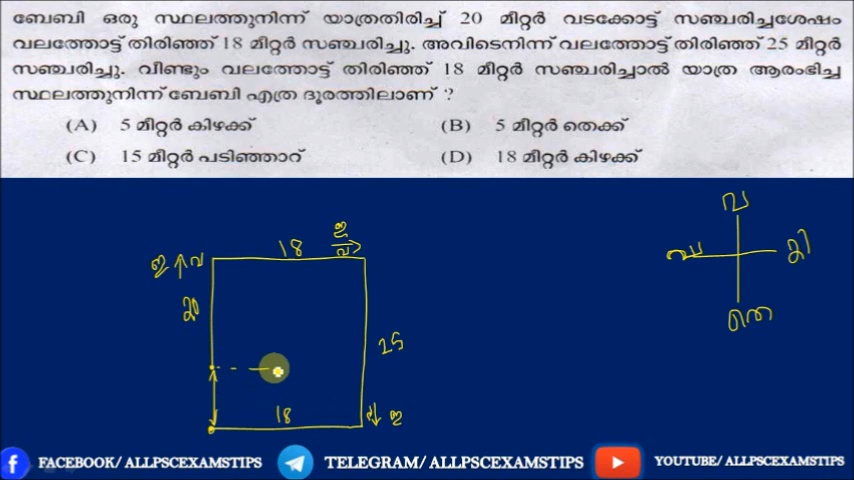 ബേബി ഒരു സ്ഥലത്തുനിന്ന് യാത്രതിരിച്ച് 20 മീറ്റർ വടക്കോട്ട് സഞ്ചരിച്ചശേഷം
വലത്തോട്ട് തിരിഞ്ഞ് 18 മീറ്റർ സഞ്ചരിച്ചു. അവിടെനിന്ന് വലത്തോട്ട് തിരിഞ്ഞ് 25 മീറ്റർ
സഞ്ചരിച്ചു. വീണ്ടും വലത്തോട്ട് തിരിഞ്ഞ് 18 മീറ്റർ സഞ്ചരിച്ചാൽ യാത്ര ആരംഭിച്ച
സ്ഥലത്തുനിന്ന് ബേബി എത്ര ദൂരത്തിലാണ് ?
(A) 5 മീറ്റർ കിഴക്ക് (B) 5 മീറ്റർ തെക്ക്
(C) 15 മീറ്റർ പടിഞ്ഞാറ് (D) 18 മീറ്റർ കിഴക്ക്
വ
18
ഇ വ
കി
20
തെ
25
18
FACEBOOK/ ALLPSCEXAMSTIPS TELEGRAM/ ALLPSCEXAMSTIPS YOUTUBE/ ALLPSCEXAMSTIPS